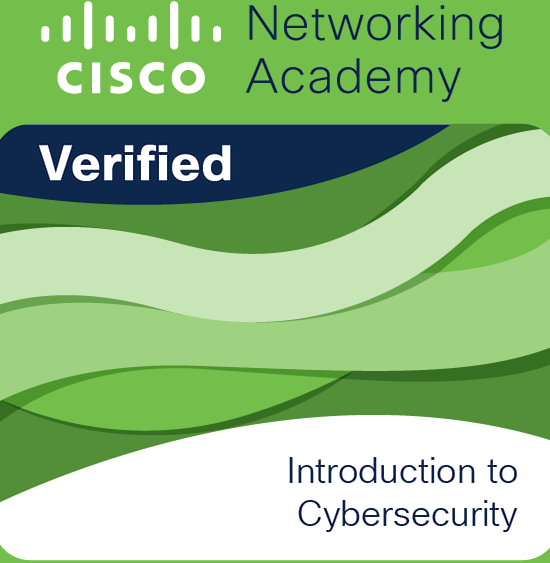 Networking
CISCO Academy
Verified
Introduction to
Cybersecurity